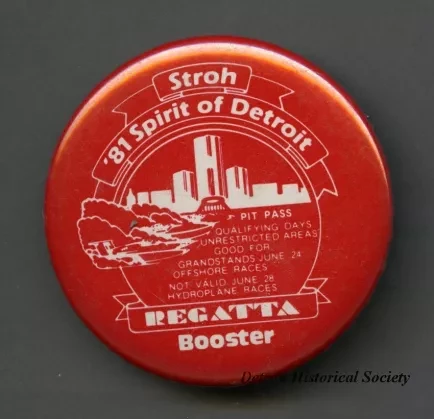 Stroh
'81 Spirit of Detroit
PIT PASS
QUALIFYING DAYS
UNRESTRICTED AREAS
GOOD FOR
GRANDSTANDS JUNE 24
OFFSHORE RACES
NOT VALID JUNE 28
HYDROPLANE RACES
REGATTA
Booster
Detroit Historical Society